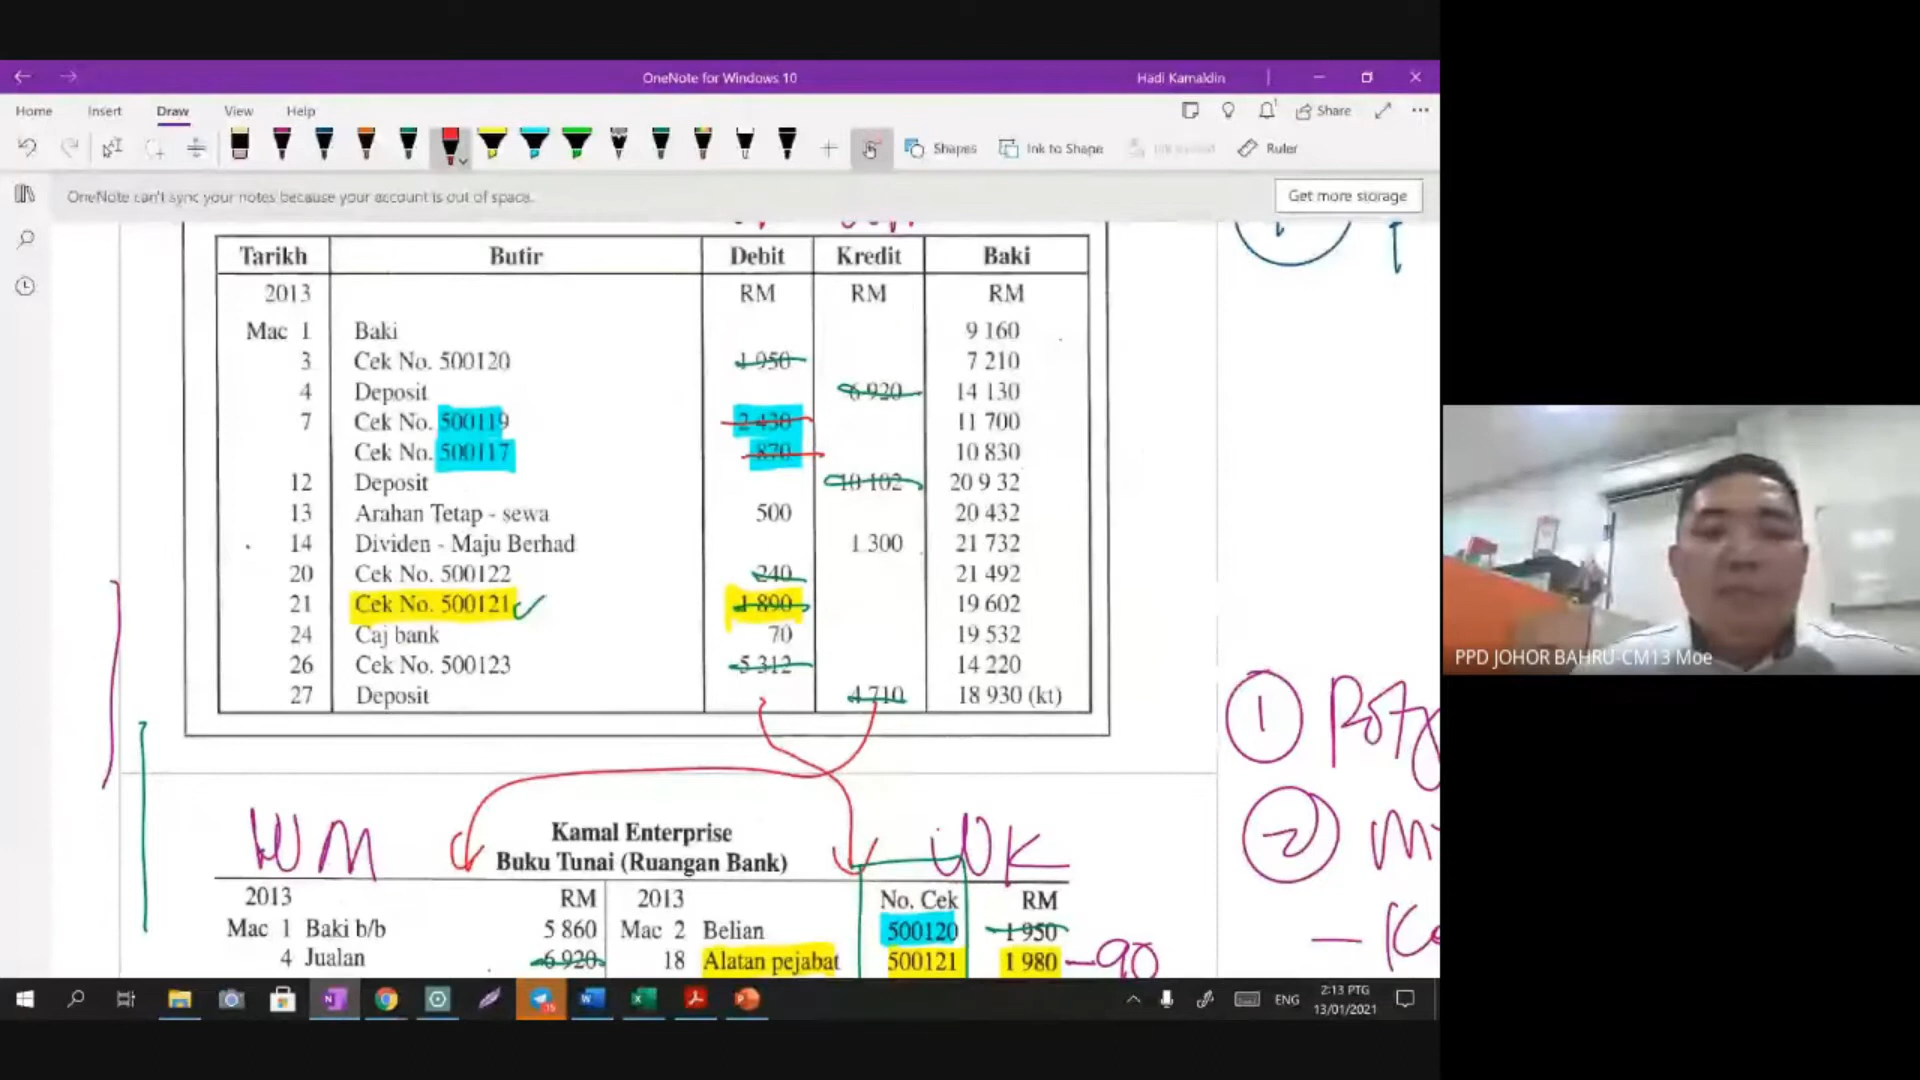 OneNote for Windows 10
Hadi Kamaldin
Home Insert Draw View Help
Share
Shapes Ink to Shape Ruler
OneNote can't sync your notes because your account is out of space.
Get more storage
Tarikh Butir Debit Kredit Baki
2013 RM RM RM
Mac 1 Baki 9 160
3 Cek No. 500120 1 950 7 210
4 Deposit 6 920 14 130
7 Cek No. 500119 2 430 11 700
Cek No. 500117 870 10 830
12 Deposit 10 102 20 9 32
13 Arahan Tetap - sewa 500 20 432
14 Dividen - Maju Berhad 1 300 21 732
20 Cek No. 500122 240 21 492
21 Cek No. 500121 1 890 19 602
24 Caj bank 70 19 532
26 Cek No. 500123 5 312 14 220
27 Deposit 4 710 18 930 (kt)
PPD JOHOR BAHRU-CM13 Moe
1
2
WM
WK
Kamal Enterprise
Buku Tunai (Ruangan Bank)
2013 RM 2013 No. Cek RM
Mac 1 Baki b/b 5 860 Mac 2 Belian 500120 1 950
4 Jualan 6 920 18 Alatan pejabat 500121 1 980 -90
ENG
2:13 PTG
13/01/2021